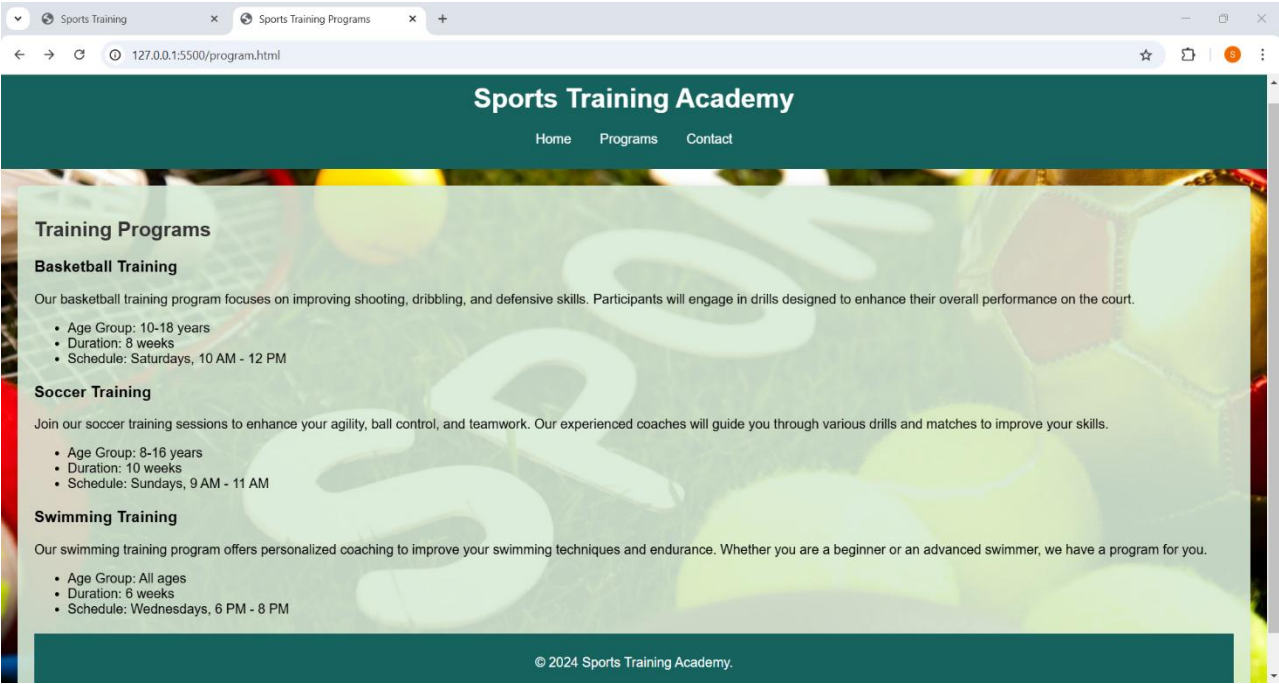 Sports Training
Sports Training Programs
127.0.0.1:5500/program.html
S
Sports Training Academy
Home Programs Contact
SPOR
Training Programs
Basketball Training
Our basketball training program focuses on improving shooting, dribbling, and defensive skills. Participants will engage in drills designed to enhance their overall performance on the court.
• Age Group: 10-18 years
• Duration: 8 weeks
• Schedule: Saturdays, 10 AM - 12 PM
Soccer Training
Join our soccer training sessions to enhance your agility, ball control, and teamwork. Our experienced coaches will guide you through various drills and matches to improve your skills.
• Age Group: 8-16 years
• Duration: 10 weeks
• Schedule: Sundays, 9 AM - 11 AM
Swimming Training
Our swimming training program offers personalized coaching to improve your swimming techniques and endurance. Whether you are a beginner or an advanced swimmer, we have a program for you.
• Age Group: All ages
• Duration: 6 weeks
• Schedule: Wednesdays, 6 PM - 8 PM
© 2024 Sports Training Academy.